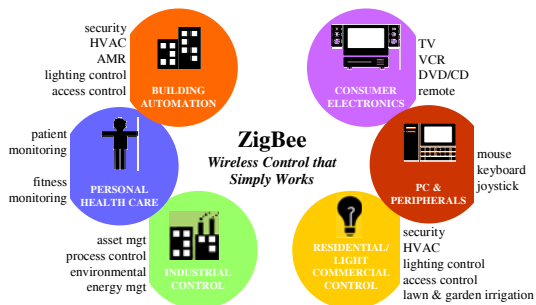 security
HVAC
AMR
lighting control
access control
BUILDING
AUTOMATION
CONSUMER
ELECTRONICS
TV
VCR
DVD/CD
remote
patient
monitoring
fitness
monitoring
PERSONAL
HEALTH CARE
ZigBee
Wireless Control that
Simply Works
PC &
PERIPHERALS
mouse
keyboard
joystick
asset mgt
process control
environmental
energy mgt
INDUSTRIAL
CONTROL
RESIDENTIAL/
LIGHT
COMMERCIAL
CONTROL
security
HVAC
lighting control
access control
lawn & garden irrigation